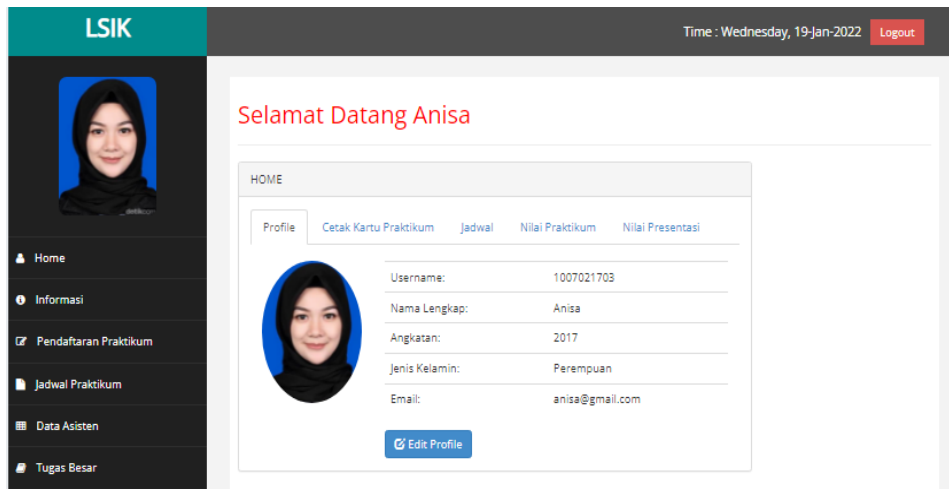 LSIK
Time : Wednesday, 19-Jan-2022 Logout
Selamat Datang Anisa
HOME
Profile Cetak Kartu Praktikum Jadwal Nilai Praktikum Nilai Presentasi
Username: 1007021703
Nama Lengkap: Anisa
Angkatan: 2017
Jenis Kelamin: Perempuan
Email: anisa@gmail.com
Edit Profile
Home
Informasi
Pendaftaran Praktikum
Jadwal Praktikum
Data Asisten
Tugas Besar